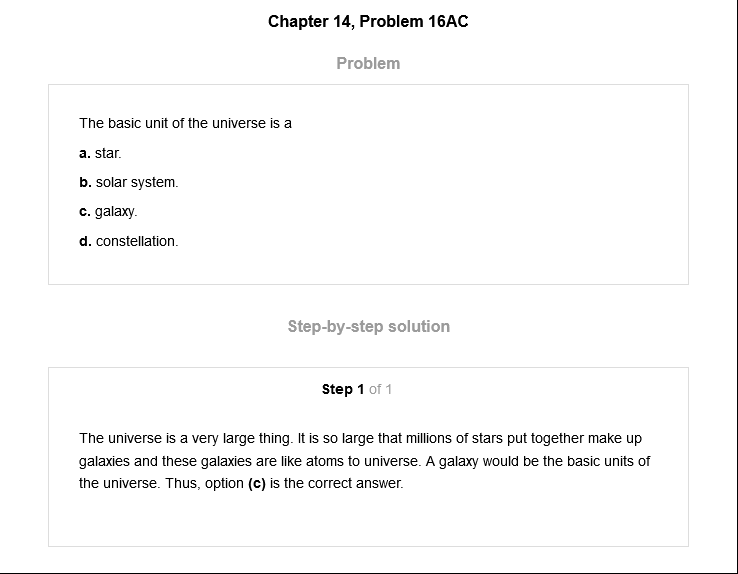 Chapter 14, Problem 16AC
Problem
The basic unit of the universe is a
a. star.
b. solar system.
c. galaxy.
d. constellation.
Step-by-step solution
Step 1 of 1
The universe is a very large thing. It is so large that millions of stars put together make up
galaxies and these galaxies are like atoms to universe. A galaxy would be the basic units of
the universe. Thus, option (c) is the correct answer.